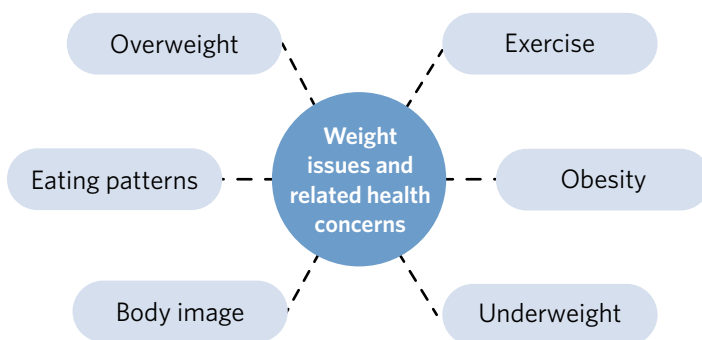 Overweight
Exercise
Weight
issues and
related health
concerns
Eating patterns
Obesity
Body image
Underweight